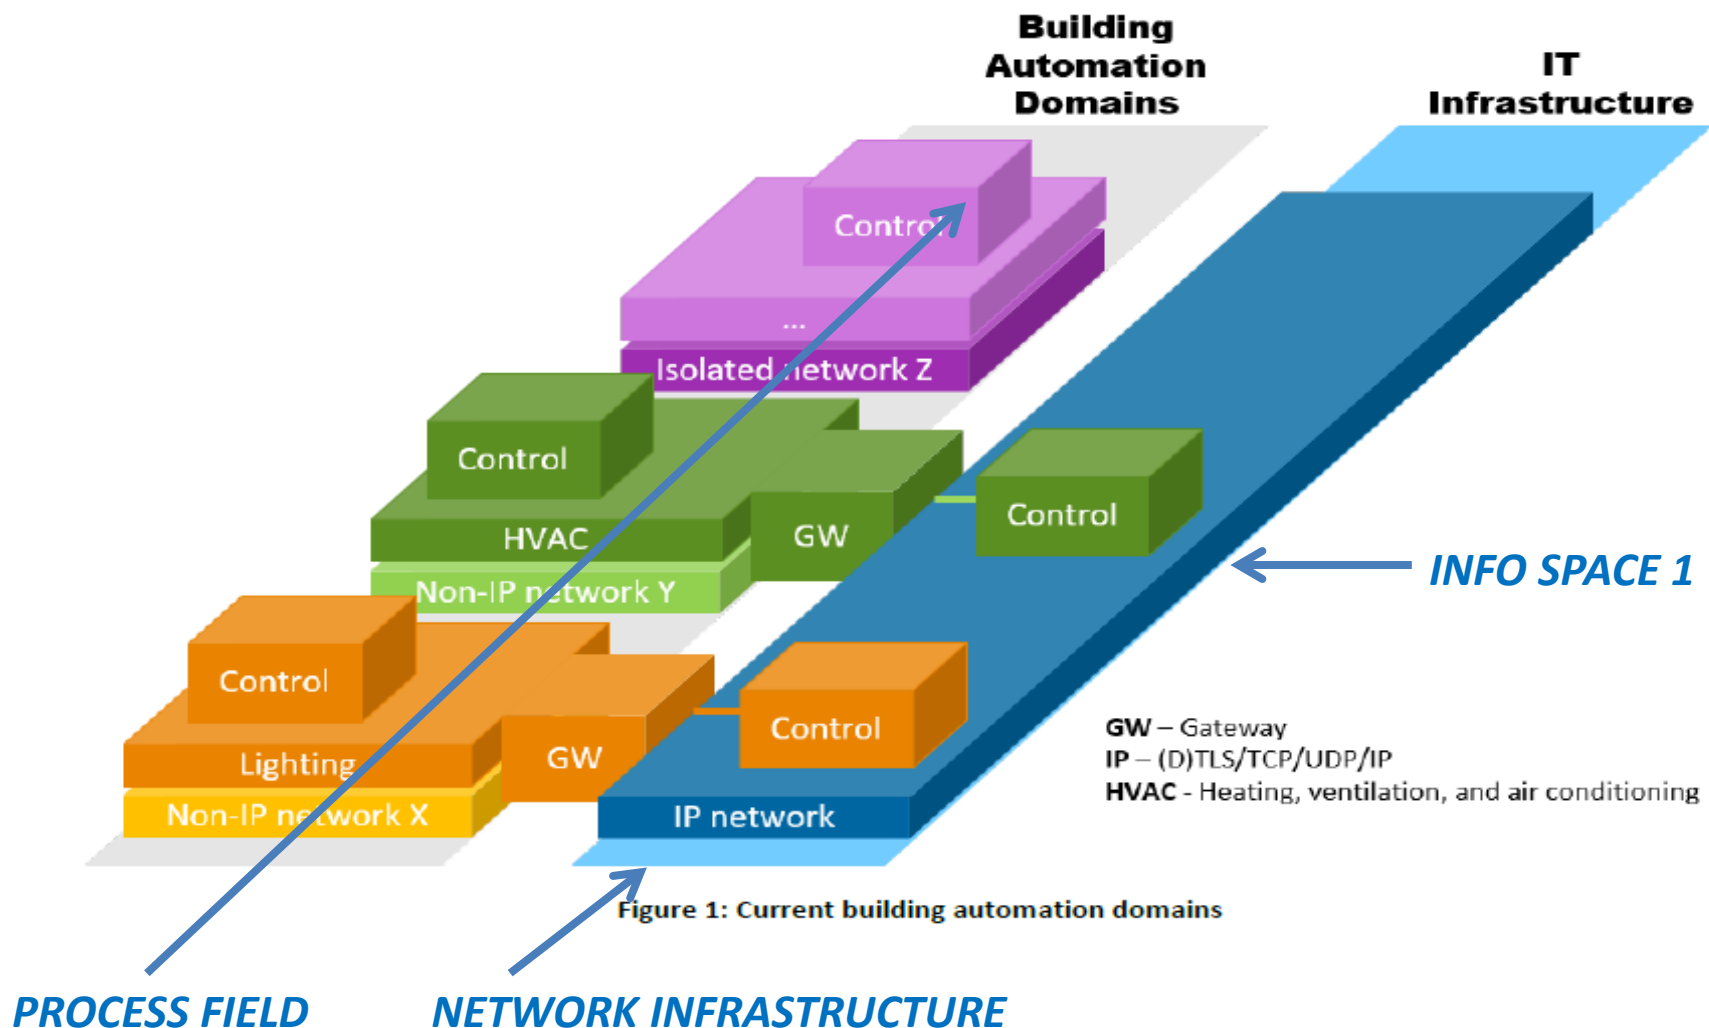 Building
Automation
Domains
IT
Infrastructure
Control
...
Isolated network Z
Control
HVAC
GW
Control
Non-IP network Y
INFO SPACE 1
Control
Lighting
GW
Control
Non-IP network X
IP network
GW – Gateway
IP – (D)TLS/TCP/UDP/IP
HVAC - Heating, ventilation, and air conditioning
Figure 1: Current building automation domains
PROCESS FIELD
NETWORK INFRASTRUCTURE